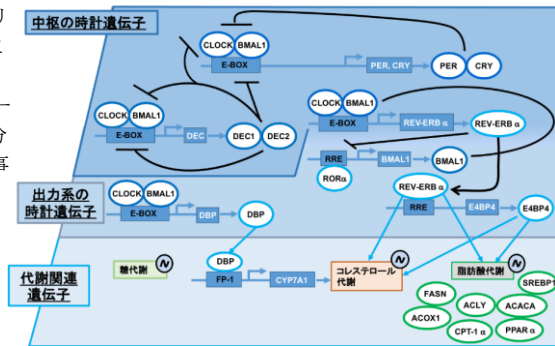 り
一
分
事
中枢の時計遺伝子
CLOCK BMAL1
E-BOX
PER, CRY
PER CRY
CLOCK BMAL1
E-BOX
DEC
DEC1 DEC2
CLOCK BMAL1
E-BOX
REV-ERB α
REV-ERB α
RRE
BMAL1
BMAL1
RORα
出力系の
時計遺伝子
CLOCK BMAL1
E-BOX
DBP
DBP
REV-ERB α
RRE
E4BP4
E4BP4
代謝関連
遺伝子
糖代謝
DBP
FP-1
CYP7A1
コレステロール
代謝
脂肪酸代謝
SREBP1
FASN
ACLY
ACACA
ACOX1
CPT-1 α
PPAR α